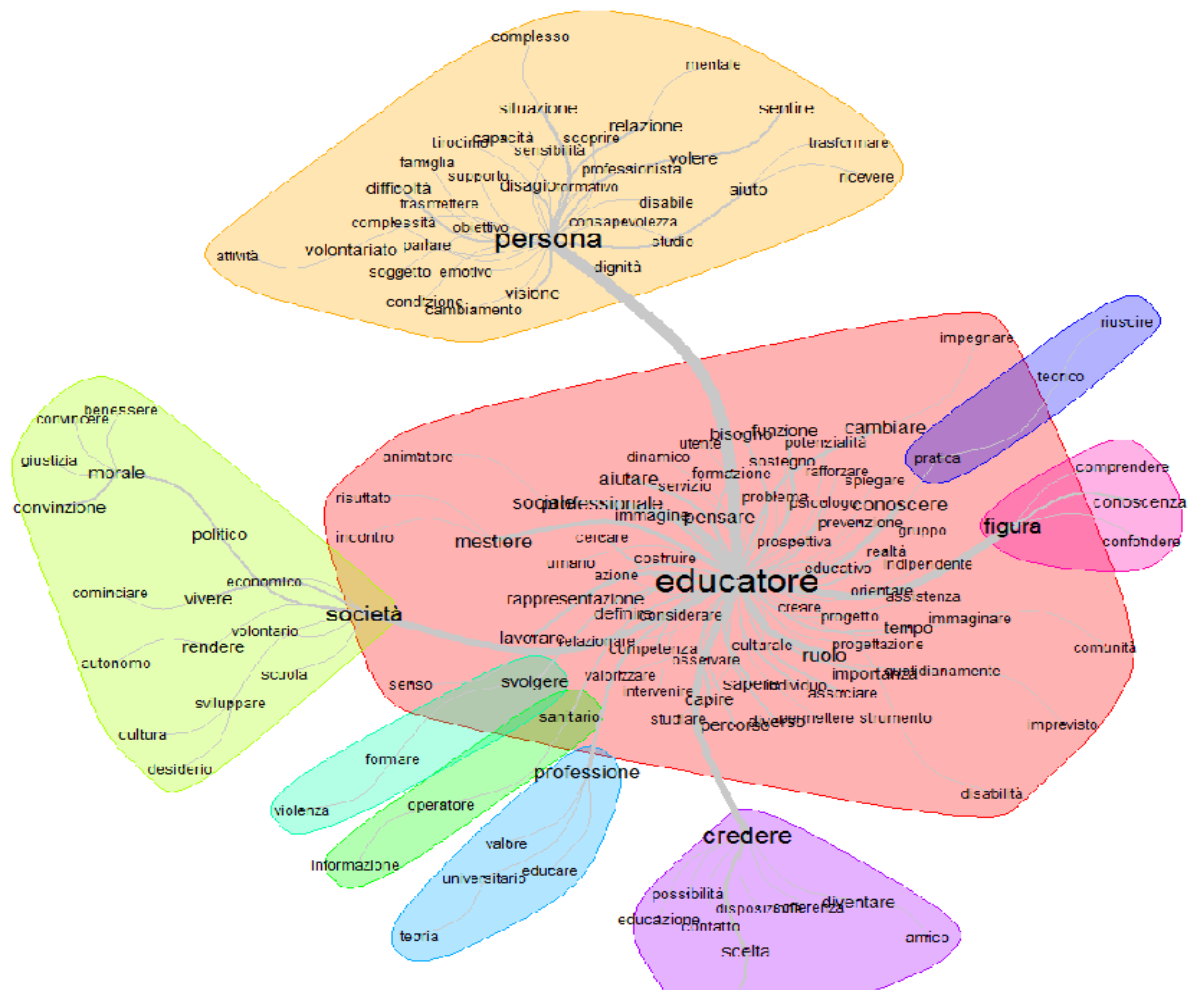 complesso
mentale
situazione
sentire
relazione
capacità
scoprire
tirocinio
sensibilità
trasformare
famiglia
volere
professionista
supporto
ricevere
disagio
formativo
difficoltà
aiuto
trasmettere
disabile
complessità
consapevolezza
obiettivo
persona
studio
parlare
volontariato
attività
soggetto
emotivo
dignità
visione
condizione
cambiamento
riuscire
impegnare
teorico
benessere
convincere
funzione
cambiare
bisogno
utente
potenzialità
dinamico
animatore
pratica
giustizia
sostegno
comprendere
morale
formazione
rafforzare
aiutare
spiegare
servizio
risultato
problema
conoscenza
sociale
professionale
psicologo
conoscere
convinzione
immagine
pensare
prevenzione
figura
gruppo
politico
incontro
cercare
mestiere
prospettiva
confondere
realtà
costruire
umano
indipendente
educativo
azione
economico
educatore
cominciare
vivere
orientare
assistenza
rappresentazione
creare
società
definire
considerare
progetto
immaginare
volontario
tempo
lavorare
relazionare
rendere
competenza
culturale
progettazione
comunità
ruolo
autonomo
osservare
scuola
valorizzare
importanza
quotidianamente
senso
svolgere
intervenire
sapere
individuo
associare
sviluppare
capire
sanitario
studiare
percorso
diverso
permettere
strumento
imprevisto
cultura
formare
desiderio
professione
disabilità
operatore
violenza
credere
valore
informazione
universitario
educare
possibilità
diventare
disposizione
sofferenza
educazione
contatto
teoria
amico
scelta